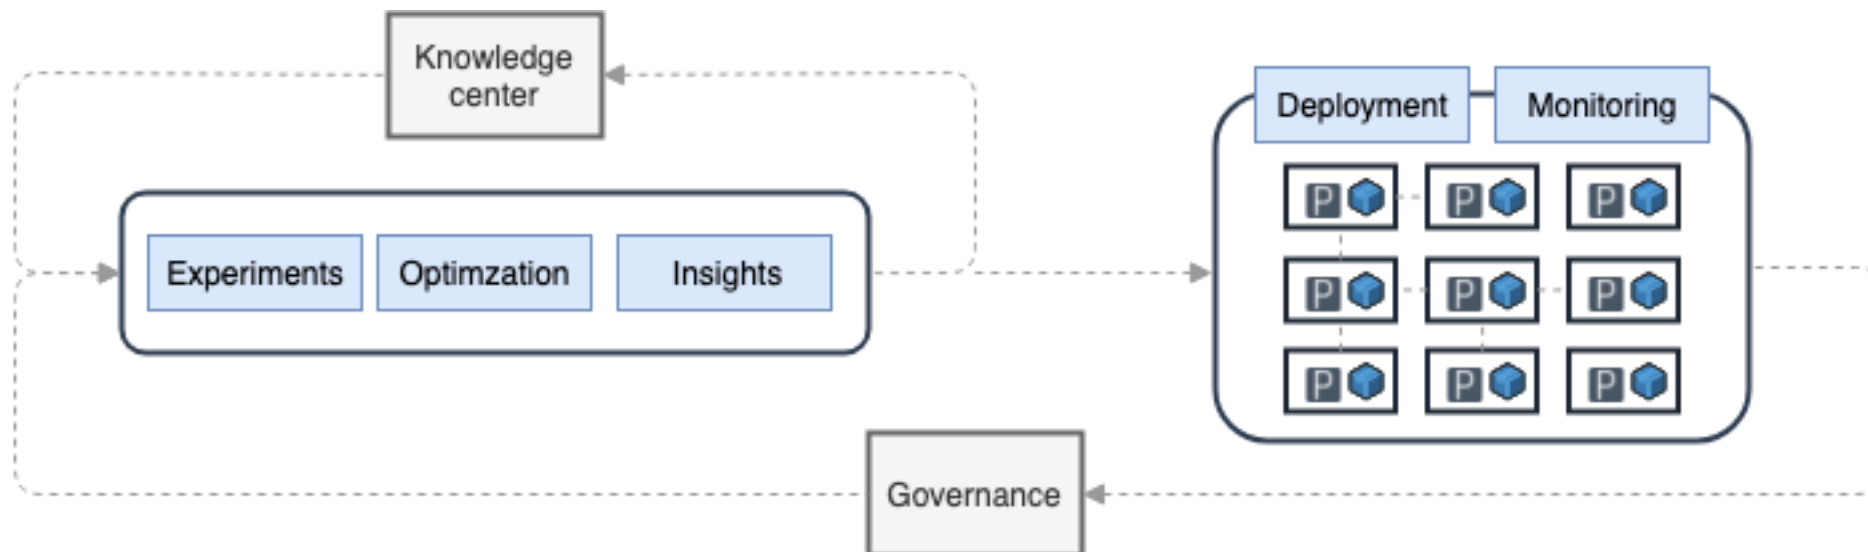 Knowledge
center
Deployment
Monitoring
Experiments
Optimzation
Insights
P
P
P
P
P
P
P
P
P
Governance